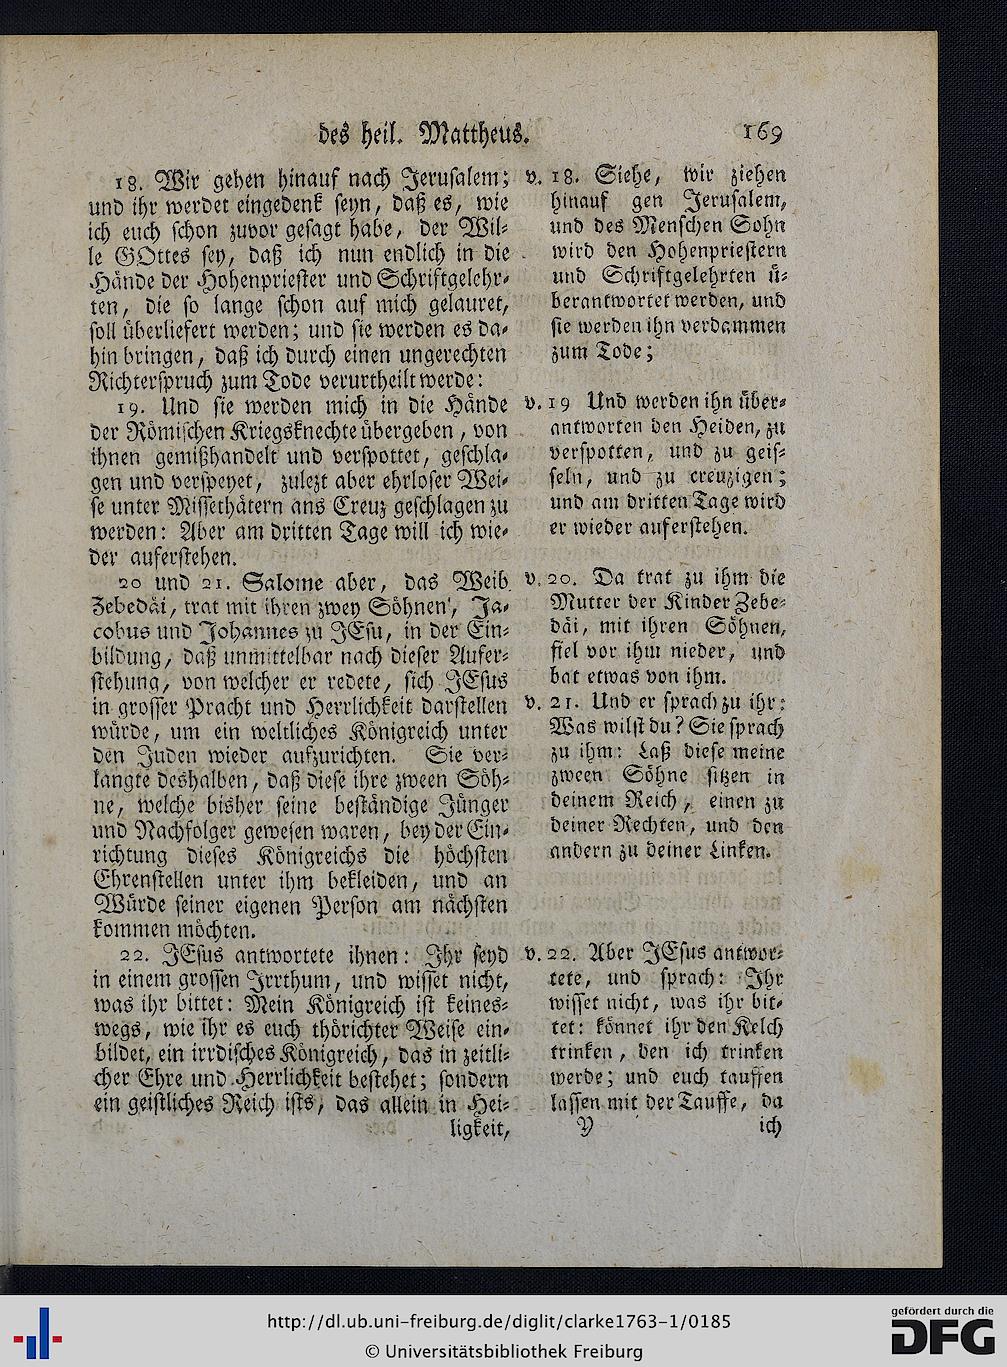 des heil. Mattheus. 169
18. Wir gehen hinauf nach Jerusalem;
und ihr werdet eingedenk seyn, daß es, wie
ich euch schon zuvor gesagt habe, der Wil-
le GOttes sey, daß ich nun endlich in die
Hände der Hohenpriester und Schriftgelehr-
ten, die so lange schon auf mich gelauret,
soll überliefert werden; und sie werden es da-
hin bringen, daß ich durch einen ungerechten
Richterspruch zum Tode verurtheilt werde:
19. Und sie werden mich in die Hände
der Römischen Kriegsknechte übergeben, von
ihnen gemißhandelt und verspottet, geschla-
gen und verspeyet, zulezt aber ehrloser Wei-
se unter Missethätern ans Creuz geschlagen zu
werden: Aber am dritten Tage will ich wie-
der auferstehen.
20 und 21. Salome aber, das Weib
Zebedäi, trat mit ihren zwey Söhnen, Ja-
cobus und Johannes zu JEsu, in der Ein-
bildung, daß unmittelbar nach dieser Aufer-
stehung, von welcher er redete, sich JEsus
in grosser Pracht und Herrlichkeit darstellen
würde, um ein weltliches Königreich unter
den Juden wieder aufzurichten. Sie ver-
langte deshalben, daß diese ihre zween Söh-
ne, welche bisher seine beständige Jünger
und Nachfolger gewesen waren, bey der Ein-
richtung dieses Königreichs die höchsten
Ehrenstellen unter ihm bekleiden, und an
Würde seiner eigenen Person am nächsten
kommen möchten.
22. JEsus antwortete ihnen: Ihr seyd
in einem grossen Irrthum, und wisset nicht,
was ihr bittet: Mein Königreich ist keines-
wegs, wie ihr es euch thörichter Weise ein-
bildet, ein irrdisches Königreich, das in zeitli-
cher Ehre und Herrlichkeit bestehet; sondern
ein geistliches Reich ists, das allein in Hei-
ligkeit,
v. 18. Siehe, wir ziehen
hinauf gen Jerusalem,
und des Menschen Sohn
wird den Hohenpriestern
und Schriftgelehrten ü-
berantwortet werden, und
sie werden ihn verdammen
zum Tode;
v. 19 Und werden ihn über-
antworten den Heiden, zu
verspotten, und zu geis-
seln, und zu creuzigen;
und am dritten Tage wird
er wieder auferstehen.
v. 20. Da trat zu ihm die
Mutter der Kinder Zebe-
däi, mit ihren Söhnen,
fiel vor ihm nieder, und
bat etwas von ihm.
v. 21. Und er sprach zu ihr:
Was wilst du? Sie sprach
zu ihm: Laß diese meine
zween Söhne sitzen in
deinem Reich, einen zu
deiner Rechten, und den
andern zu deiner Linken.
v. 22. Aber JEsus antwor-
tete, und sprach: Ihr
wisset nicht, was ihr bit-
tet: könnet ihr den Kelch
trinken, den ich trinken
werde; und euch tauffen
lassen mit der Tauffe, da
Y ich
http://dl.ub.uni-freiburg.de/diglit/clarke1763-1/0185
© Universitätsbibliothek Freiburg
gefördert durch die
DFG